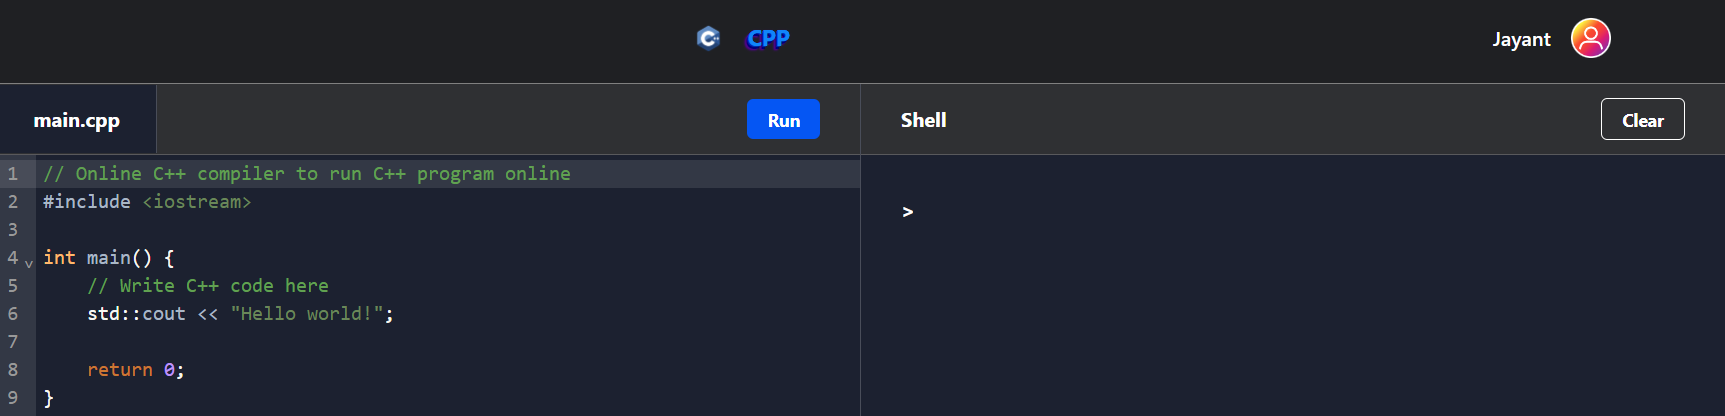 C++ CPP Jayant
main.cpp Run Shell Clear
1 // Online C++ compiler to run C++ program online
2 #include <iostream>
>
3
4 int main() {
5 // Write C++ code here
6 std::cout << "Hello world!";
7
8 return 0;
9 }